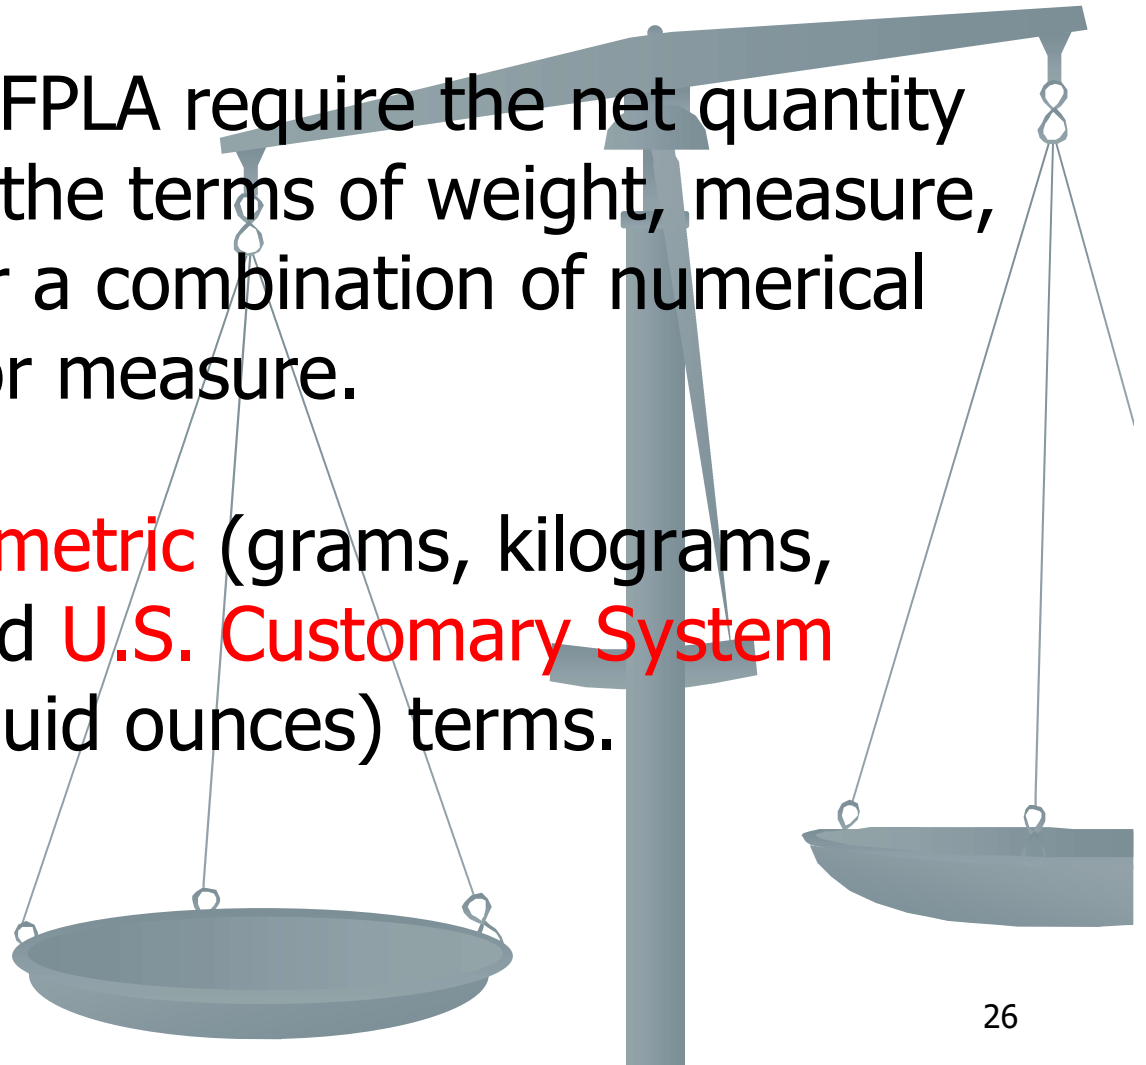 FPLA require the net quantity
the terms of weight, measure,
r a combination of numerical
or measure.
metric (grams, kilograms,
d U.S. Customary System
uid ounces) terms.
26